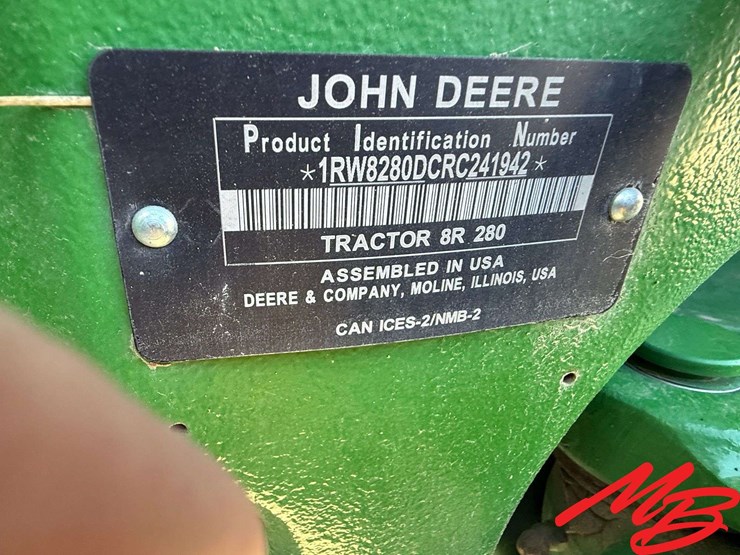 JOHN DEERE
Product Identification Number
*1RW8280DCRC241942*
TRACTOR 8R 280
ASSEMBLED IN USA
DEERE & COMPANY, MOLINE, ILLINOIS, USA
CAN ICES-2/NMB-2
MB